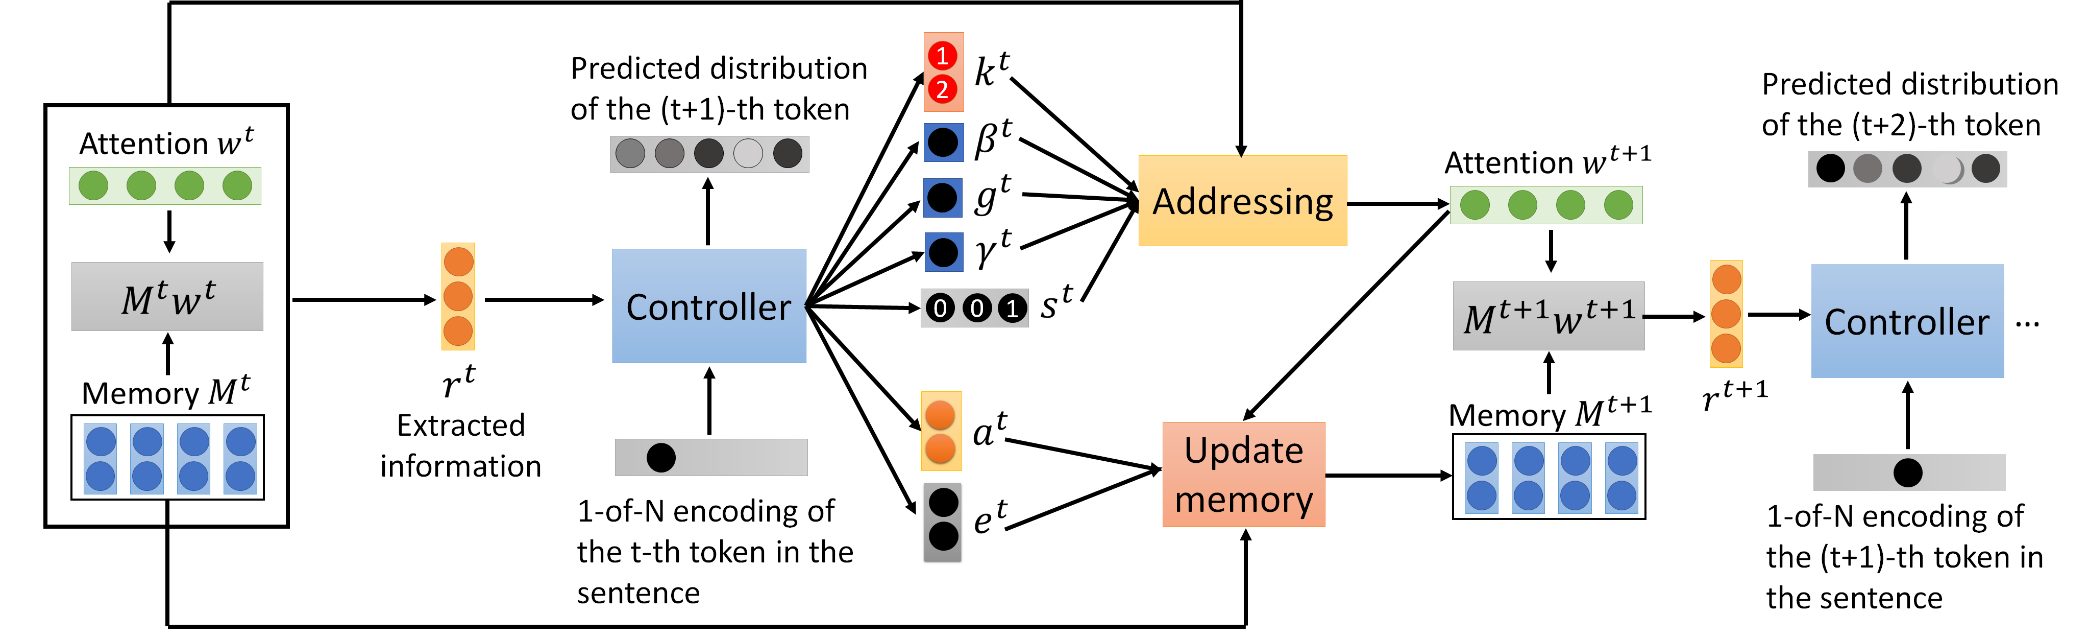 Attention w^t
M^t w^t
Memory M^t
r^t
Extracted
information
Predicted distribution
of the (t+1)-th token
Controller
1-of-N encoding of
the t-th token in the
sentence
1
2
k^t
β^t
g^t
γ^t
0 0 1 s^t
a^t
e^t
Addressing
Update
memory
Attention w^{t+1}
M^{t+1} w^{t+1}
Memory M^{t+1}
r^{t+1}
Predicted distribution
of the (t+2)-th token
Controller ...
1-of-N encoding of
the (t+1)-th token in
the sentence